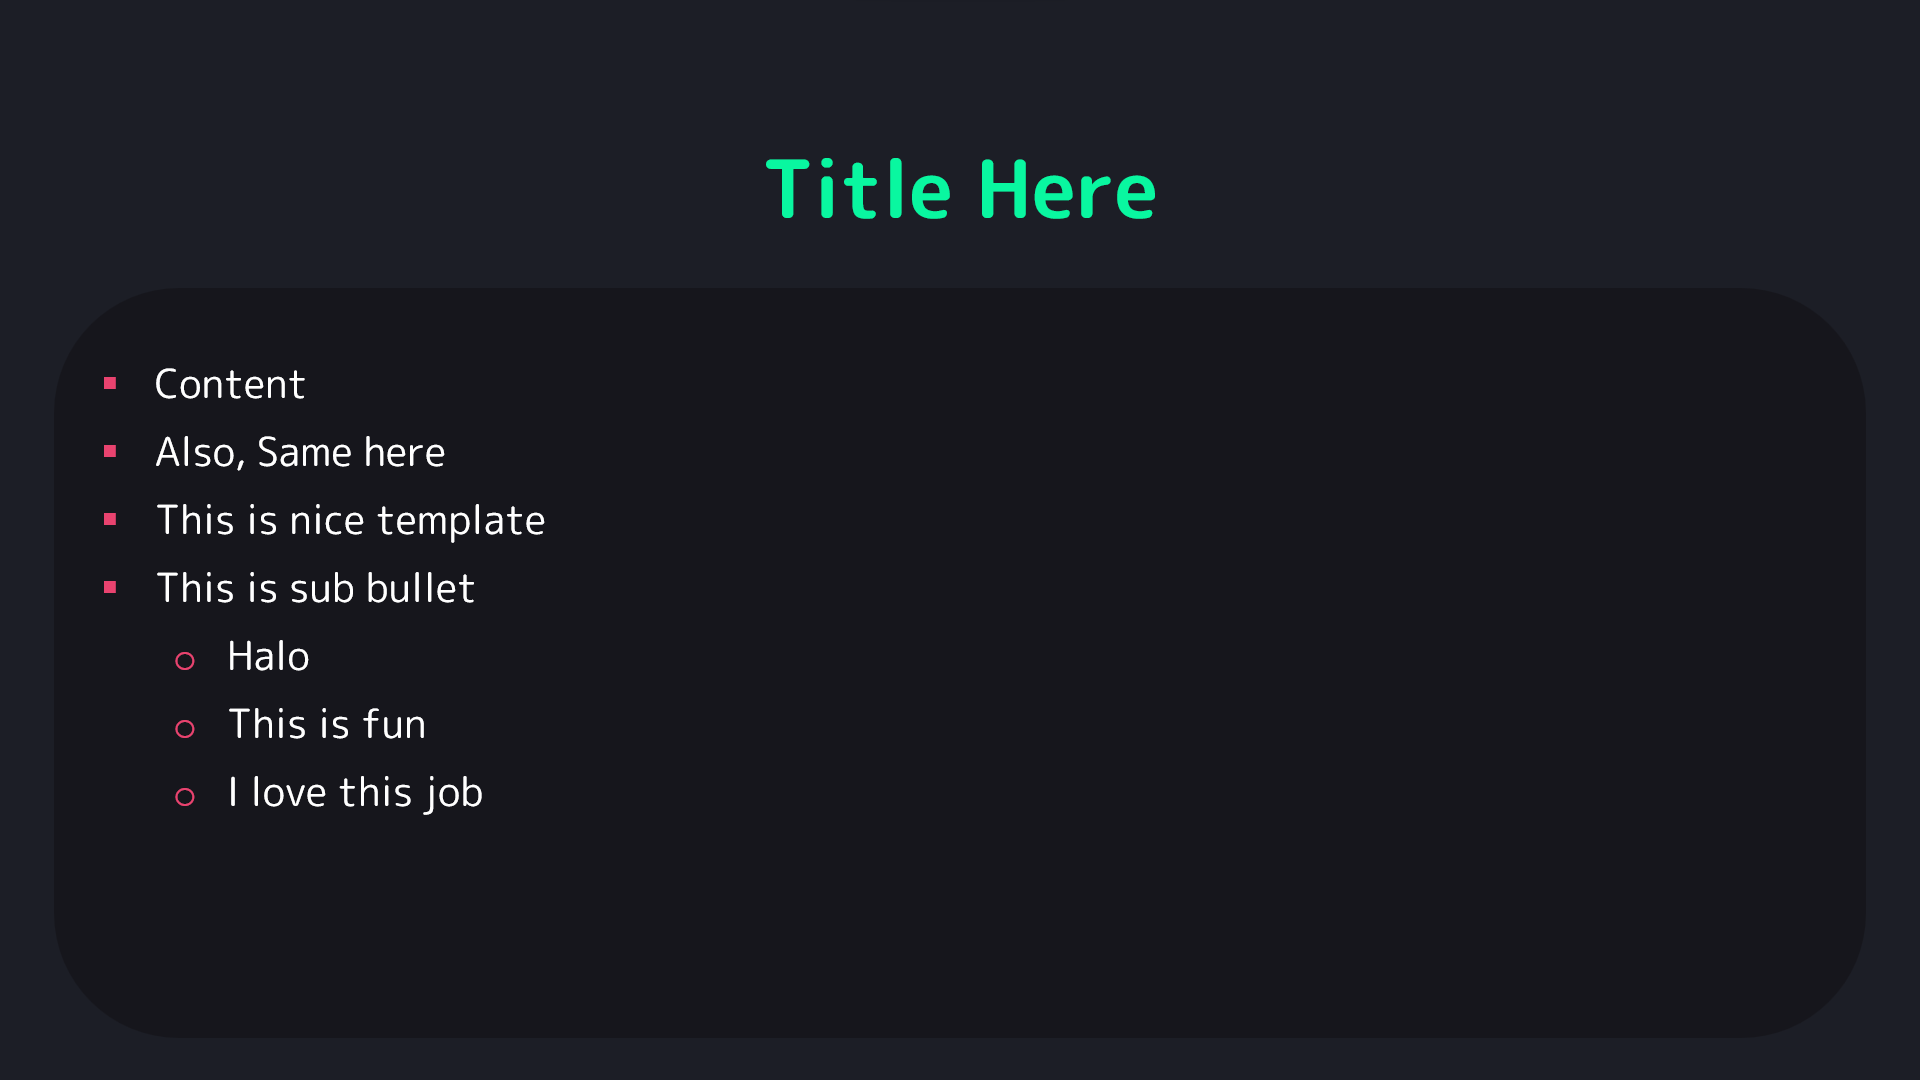 Title Here
Content
Also, Same here
This is nice template
This is sub bullet
Halo
This is fun
I love this job